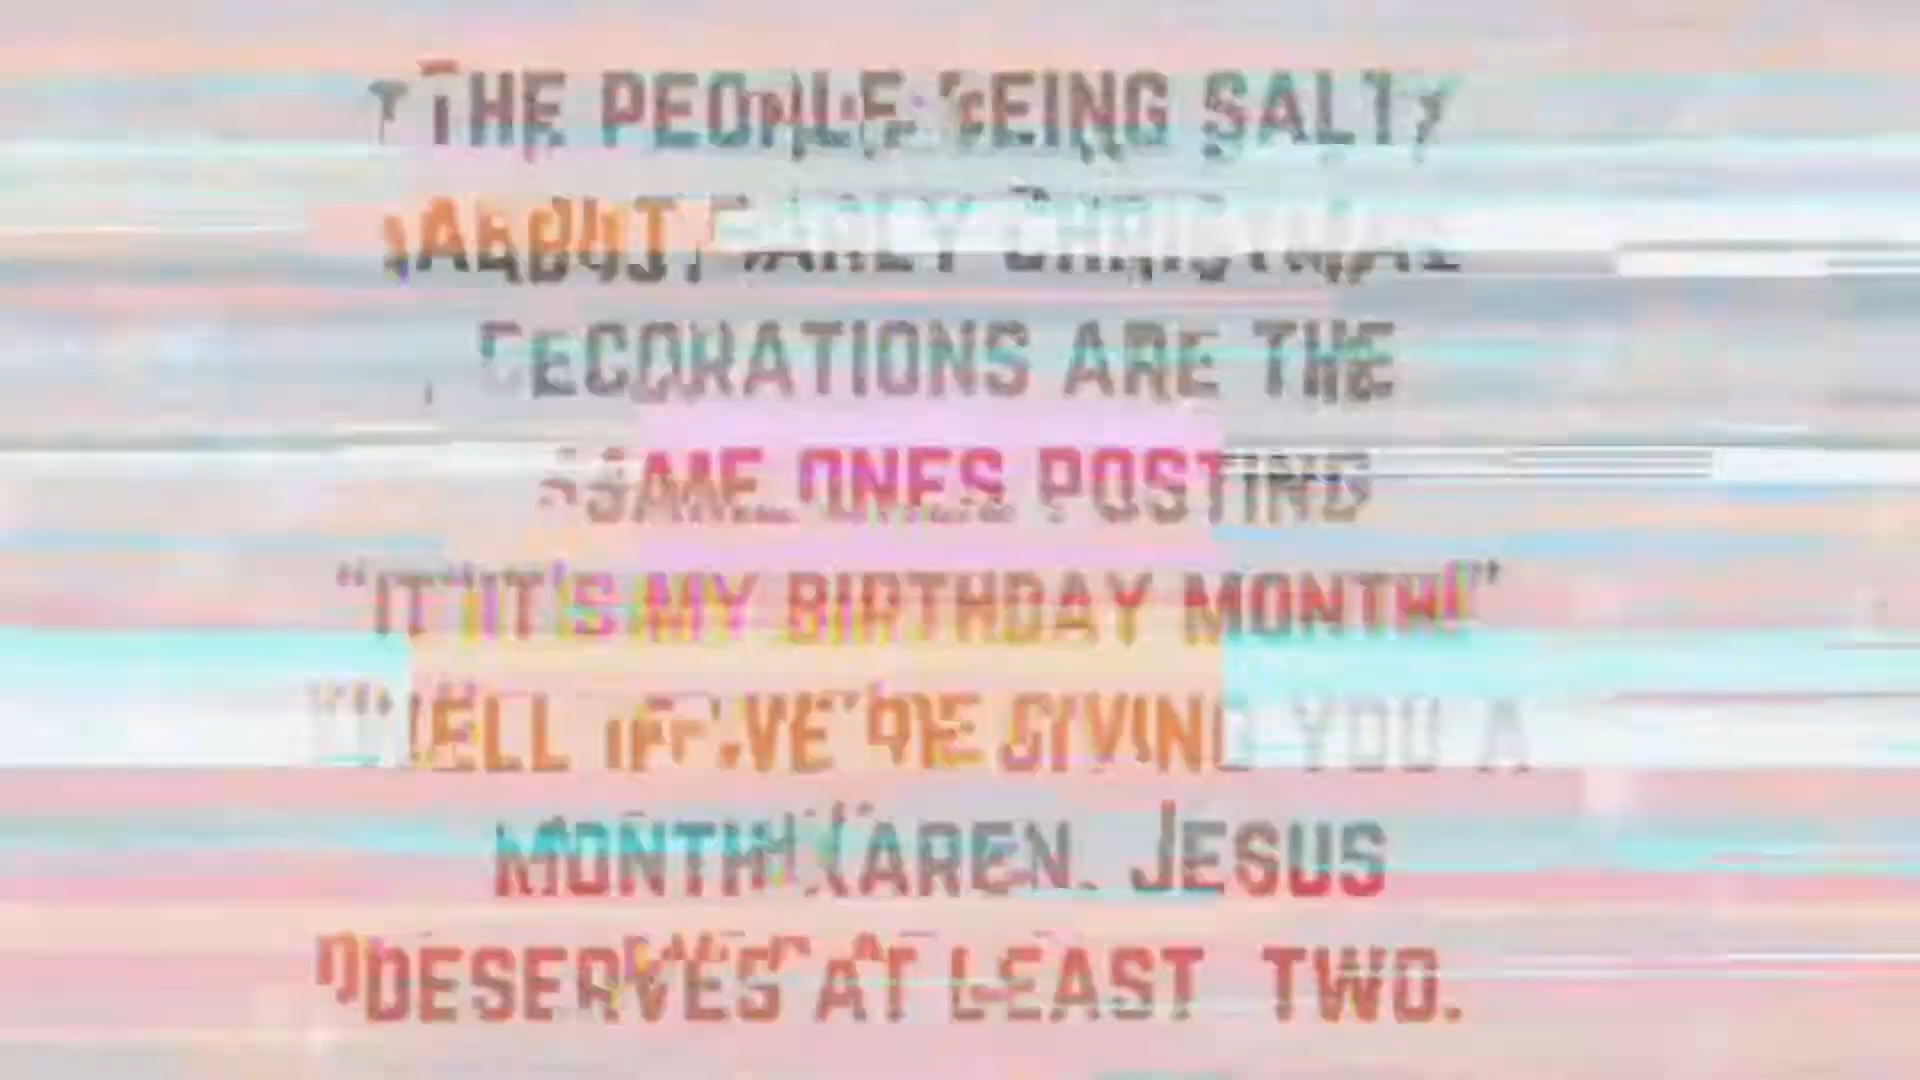 THE PEOPLE BEING SALTY
ABOUT EARLY CHRISTMAS
DECORATIONS ARE THE
SAME ONES POSTING
"IT'S MY BIRTHDAY MONTH!"
WELL IF WE'RE GIVING YOU A
MONTH KAREN, JESUS
DESERVES AT LEAST TWO.